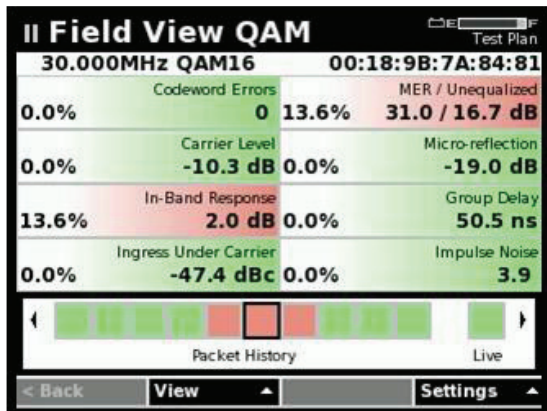 Field View QAM
E F
Test Plan
30.000MHz QAM16 00:18:9B:7A:84:81
Codeword Errors
0.0% 0
MER / Unequalized
13.6% 31.0 / 16.7 dB
Carrier Level
0.0% -10.3 dB
Micro-reflection
0.0% -19.0 dB
In-Band Response
13.6% 2.0 dB
Group Delay
0.0% 50.5 ns
Ingress Under Carrier
0.0% -47.4 dBc
Impulse Noise
0.0% 3.9
Packet History
Live
< Back View Settings